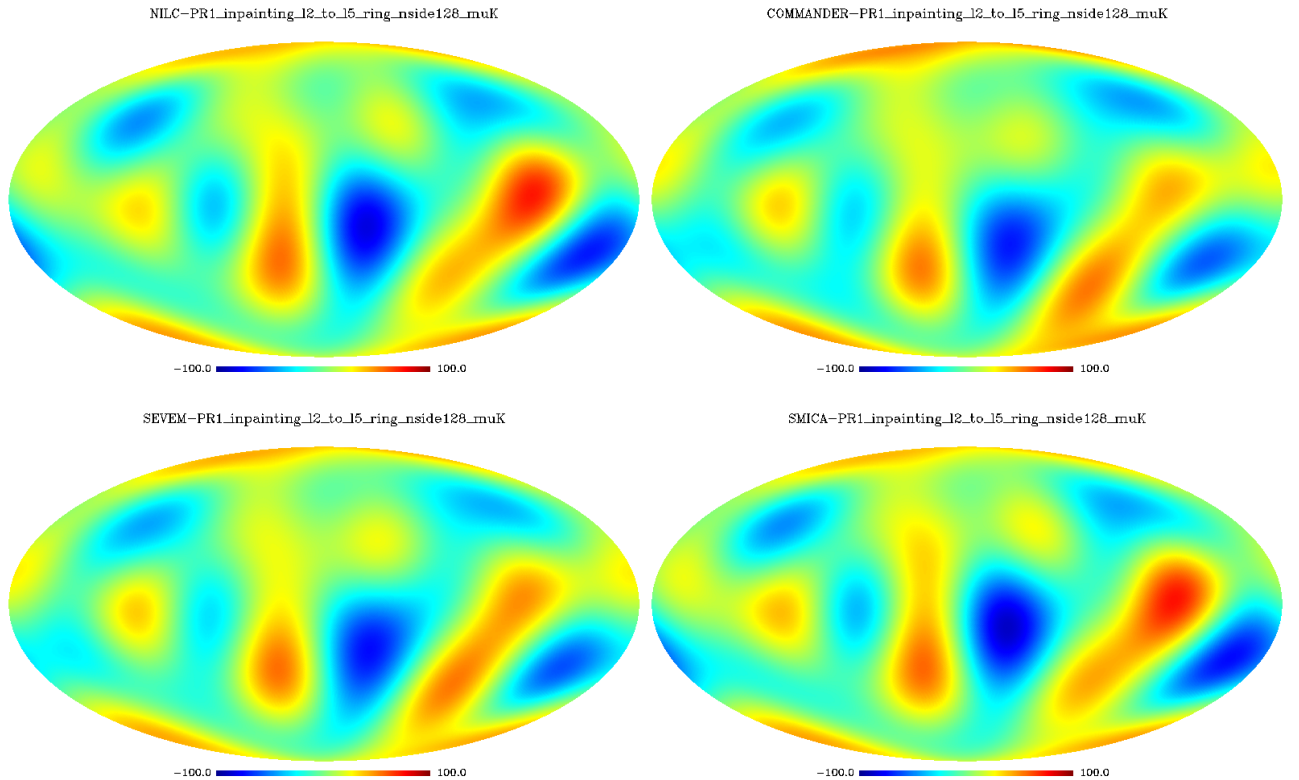 NILC-PR1_inpainting_l2_to_l5_ring_nside128_muK
COMMANDER-PR1_inpainting_l2_to_l5_ring_nside128_muK
-100.0 100.0
-100.0 100.0
SEVEM-PR1_inpainting_l2_to_l5_ring_nside128_muK
SMICA-PR1_inpainting_l2_to_l5_ring_nside128_muK
-100.0 100.0
-100.0 100.0